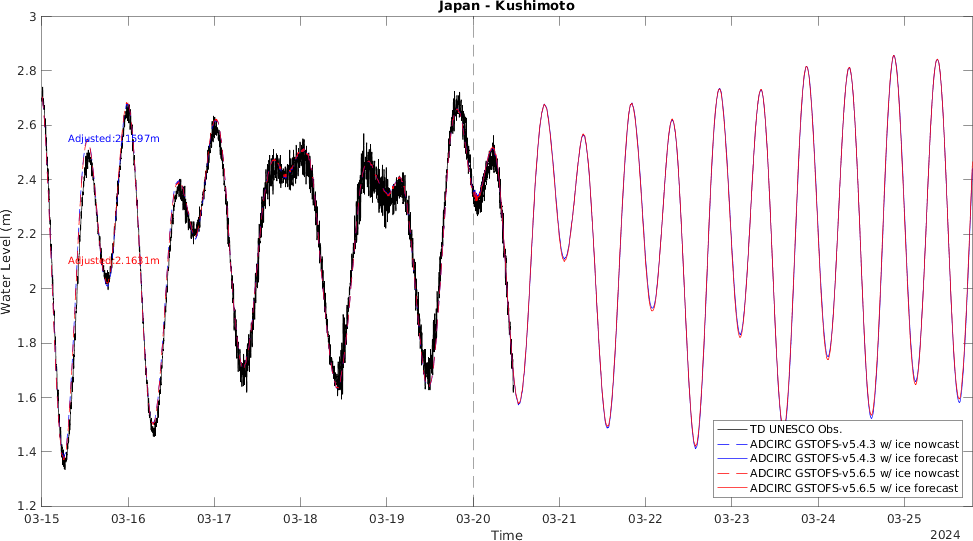 Japan - Kushimoto
3
2.8
2.6
2.4
2.2
2
1.8
1.6
1.4
1.2
Water Level (m)
Adjusted:2.1597m
Adjusted:2.1631m
TD UNESCO Obs.
ADCIRC GSTOFS-v5.4.3 w/ ice nowcast
ADCIRC GSTOFS-v5.4.3 w/ ice forecast
ADCIRC GSTOFS-v5.6.5 w/ ice nowcast
ADCIRC GSTOFS-v5.6.5 w/ ice forecast
03-15 03-16 03-17 03-18 03-19 03-20 03-21 03-22 03-23 03-24 03-25
Time
2024